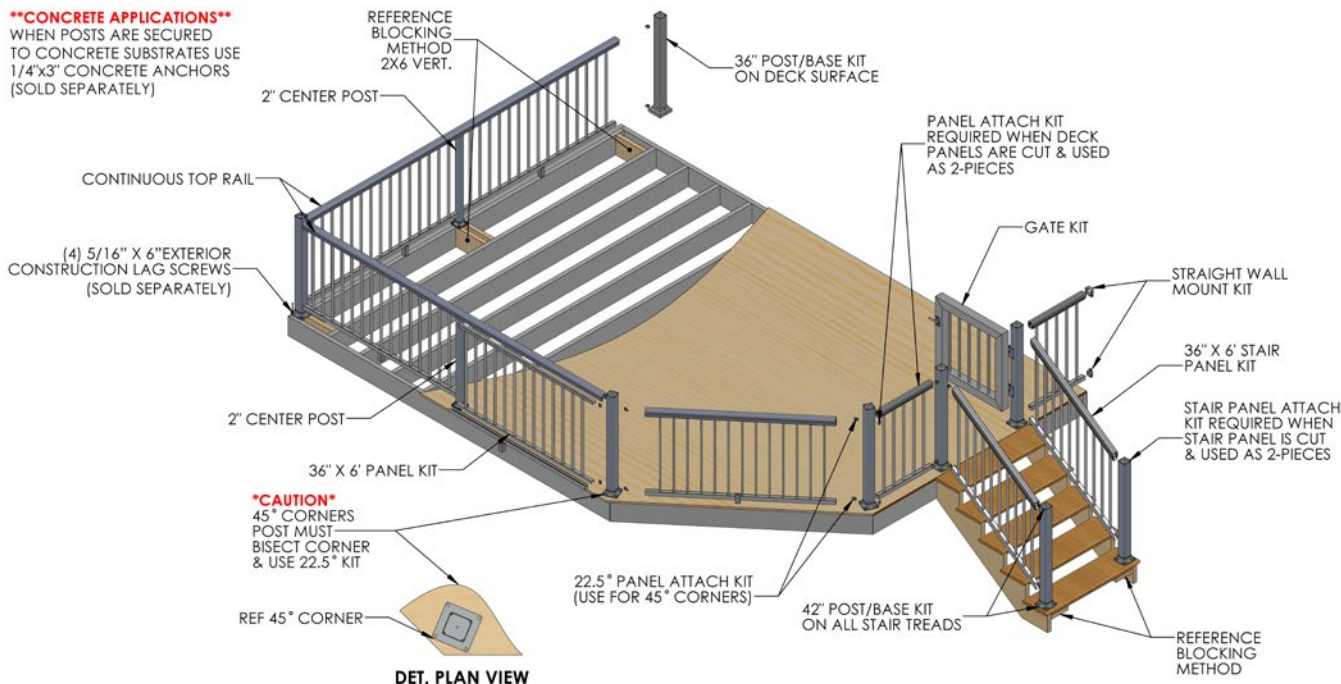 **CONCRETE APPLICATIONS**
WHEN POSTS ARE SECURED
TO CONCRETE SUBSTRATES USE
1/4"x3" CONCRETE ANCHORS
(SOLD SEPARATELY)
REFERENCE
BLOCKING
METHOD
2X6 VERT.
36" POST/BASE KIT
ON DECK SURFACE
2" CENTER POST
PANEL ATTACH KIT
REQUIRED WHEN DECK
PANELS ARE CUT & USED
AS 2-PIECES
CONTINUOUS TOP RAIL
GATE KIT
(4) 5/16" X 6"EXTERIOR
CONSTRUCTION LAG SCREWS
(SOLD SEPARATELY)
STRAIGHT WALL
MOUNT KIT
36" X 6' STAIR
PANEL KIT
STAIR PANEL ATTACH
KIT REQUIRED WHEN
STAIR PANEL IS CUT
& USED AS 2-PIECES
2" CENTER POST
36" X 6' PANEL KIT
*CAUTION*
45° CORNERS
POST MUST
BISECT CORNER
& USE 22.5° KIT
22.5° PANEL ATTACH KIT
(USE FOR 45° CORNERS)
42" POST/BASE KIT
ON ALL STAIR TREADS
REF 45° CORNER
REFERENCE
BLOCKING
METHOD
DET. PLAN VIEW